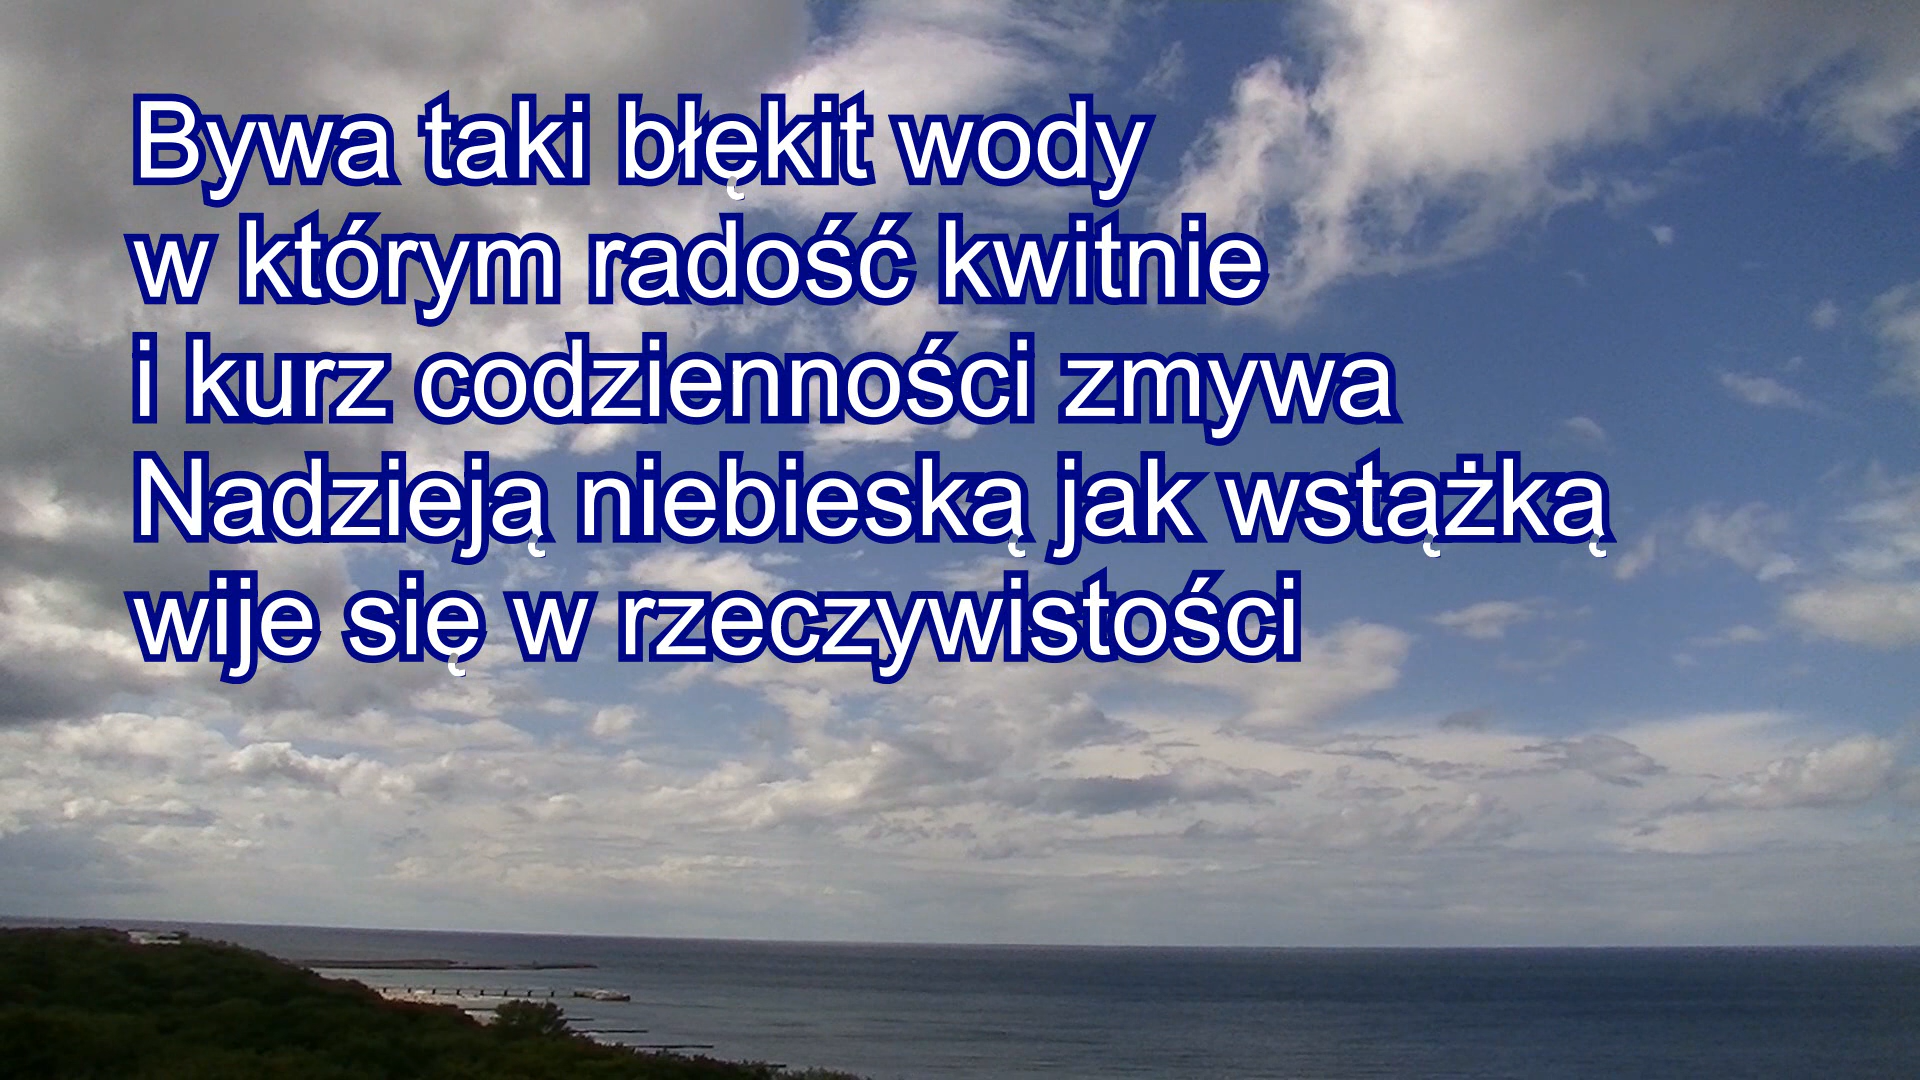 Bywa taki błękit wody
w którym radość kwitnie
i kurz codzienności zmywa
Nadzieją niebieską jak wstążką
wije się w rzeczywistości